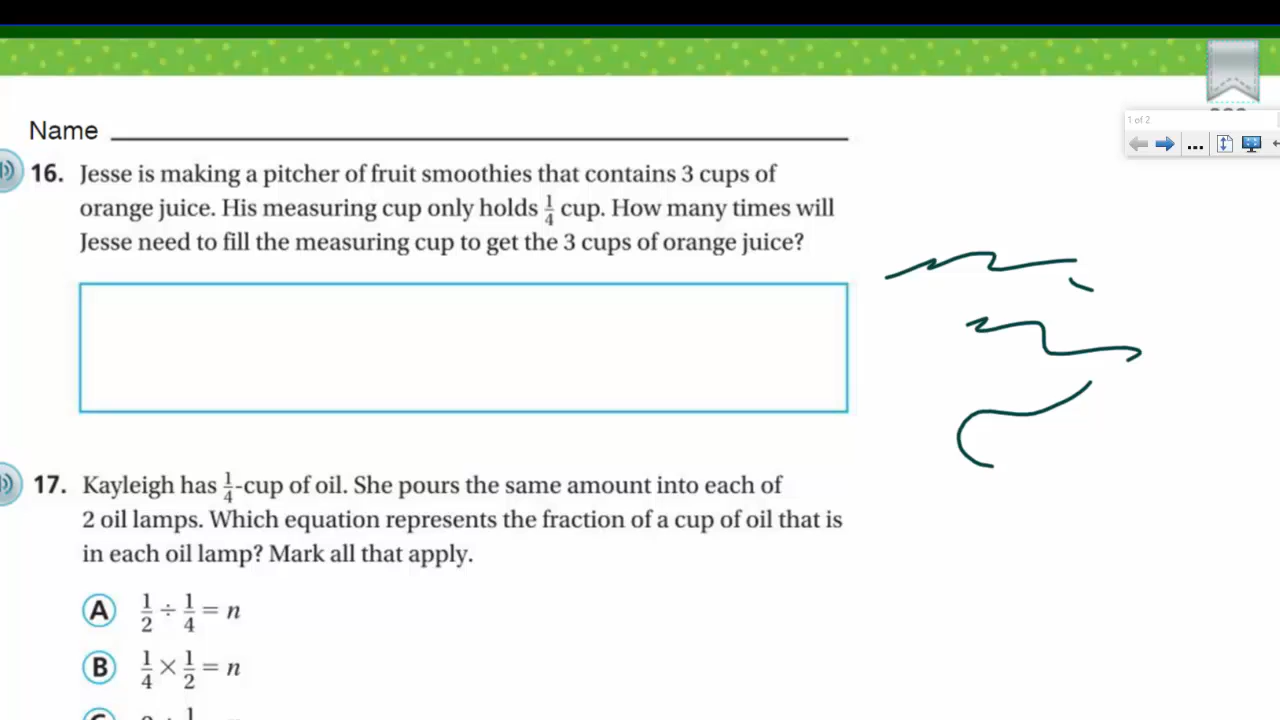 1 of 2
Name
16. Jesse is making a pitcher of fruit smoothies that contains 3 cups of
orange juice. His measuring cup only holds 1/4 cup. How many times will
Jesse need to fill the measuring cup to get the 3 cups of orange juice?
17. Kayleigh has 1/4-cup of oil. She pours the same amount into each of
2 oil lamps. Which equation represents the fraction of a cup of oil that is
in each oil lamp? Mark all that apply.
A 1/2 ÷ 1/4 = n
B 1/4 × 1/2 = n